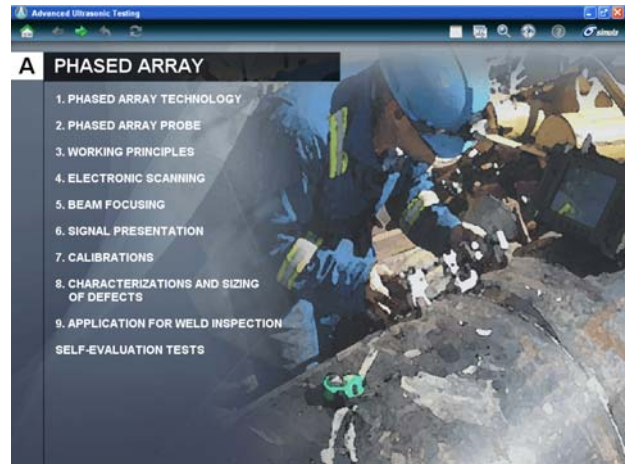 Advanced Ultrasonic Testing
simula
A PHASED ARRAY
1. PHASED ARRAY TECHNOLOGY
2. PHASED ARRAY PROBE
3. WORKING PRINCIPLES
4. ELECTRONIC SCANNING
5. BEAM FOCUSING
6. SIGNAL PRESENTATION
7. CALIBRATIONS
8. CHARACTERIZATIONS AND SIZING
OF DEFECTS
9. APPLICATION FOR WELD INSPECTION
SELF-EVALUATION TESTS